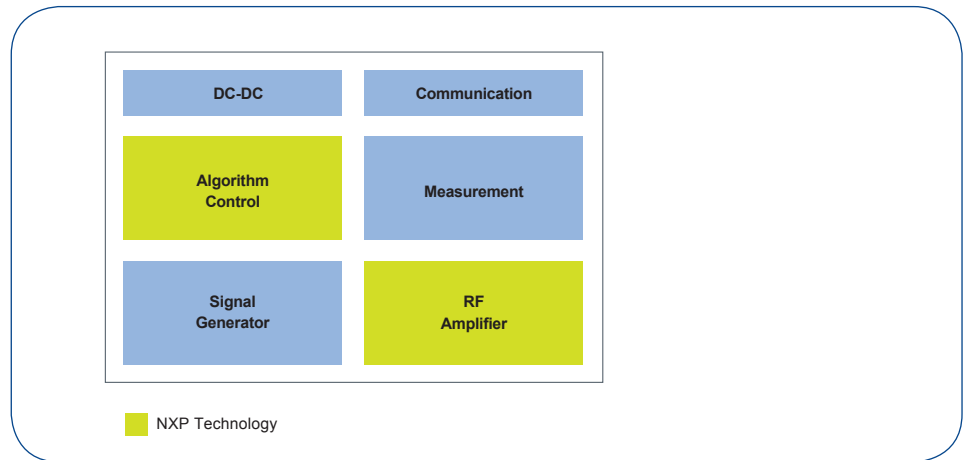 DC-DC
Communication
Algorithm
Control
Measurement
Signal
Generator
RF
Amplifier
NXP Technology